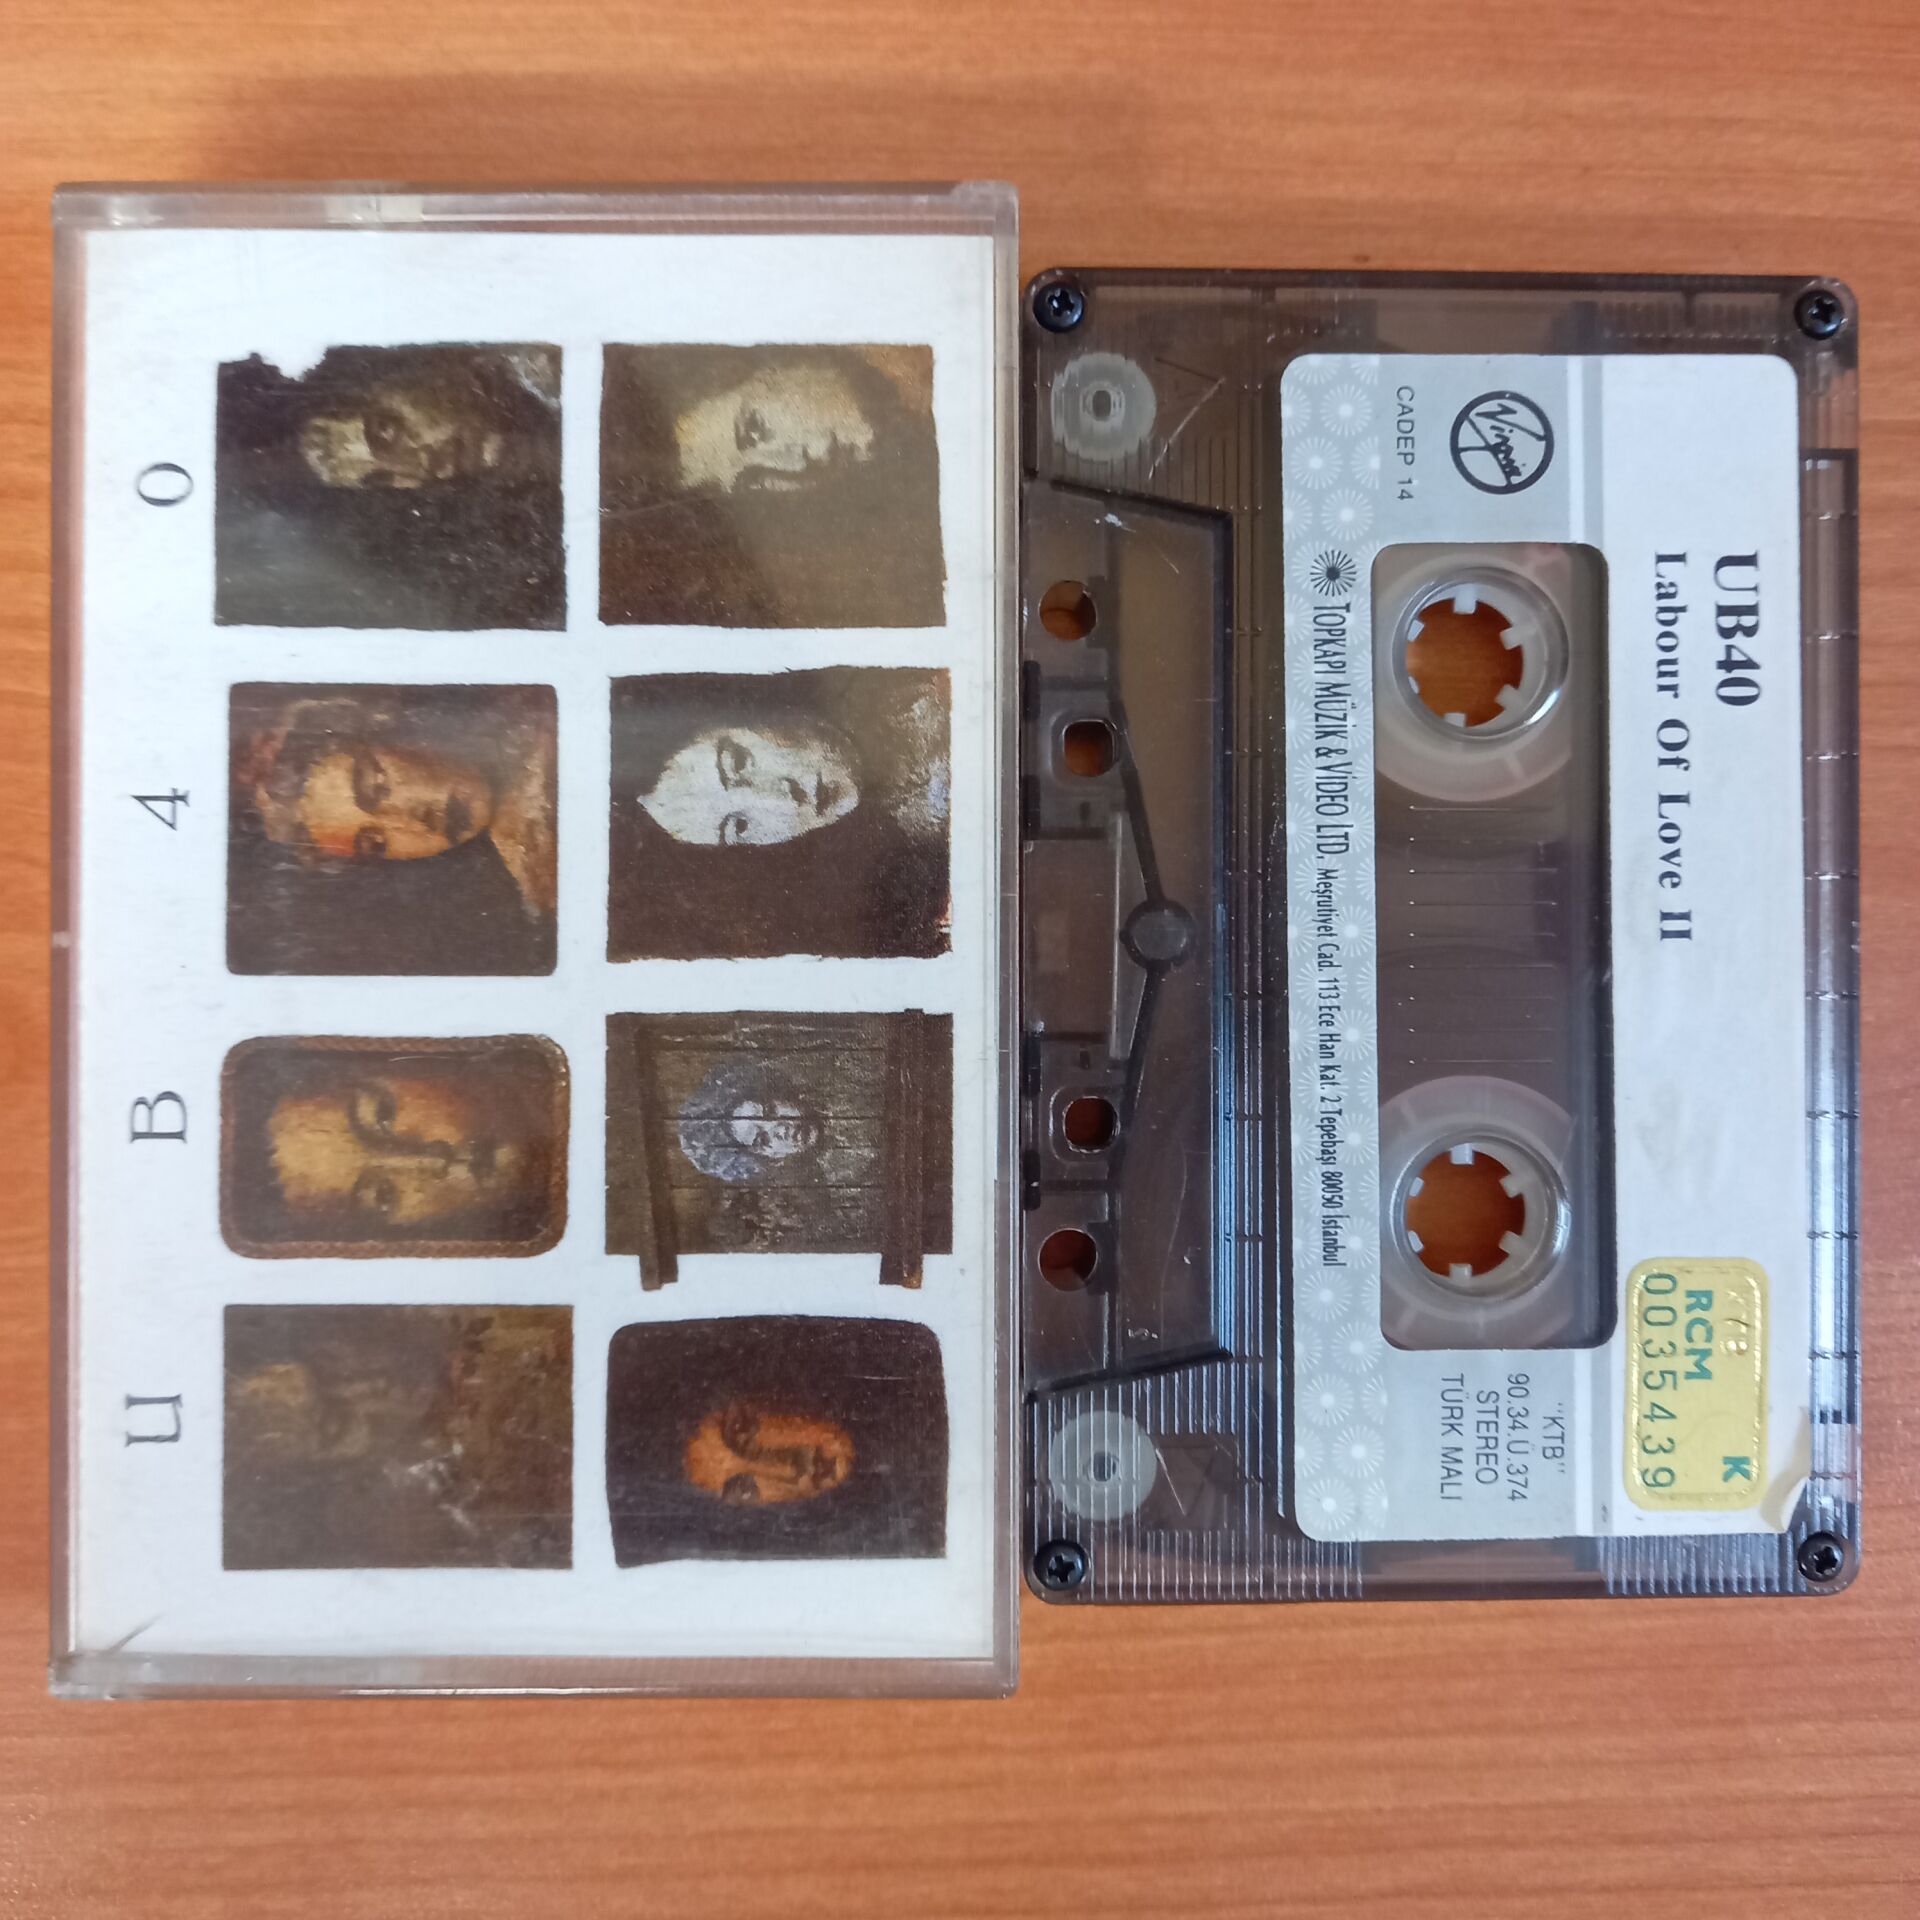 U B 4 0
Virgin
CADEP 14
UB40
Labour Of Love II
TOPKAPI MÜZİK & VİDEO LTD. Meşrutiyet Cad. 113-Ece Han Kat. 2 Tepebaşı 80050 İstanbul
"KTB"
90.34.Ü.374
STEREO
TÜRK MALI
RCM K
0035439